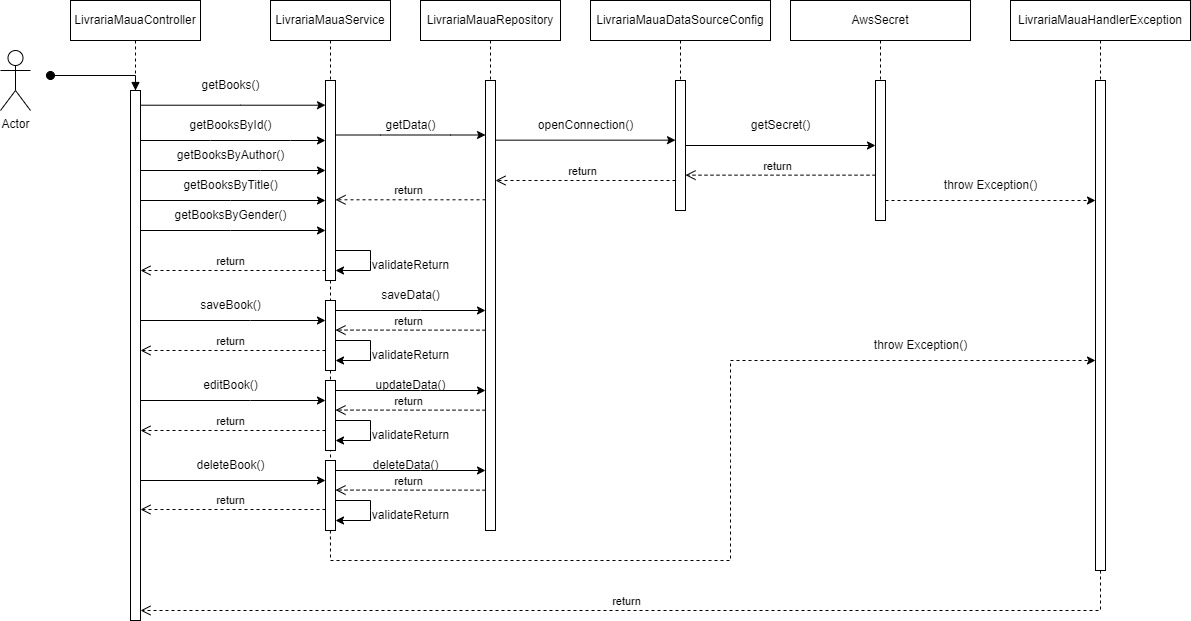 LivrariaMauaController
LivrariaMauaService
LivrariaMauaRepository
LivrariaMauaDataSourceConfig
AwsSecret
LivrariaMauaHandlerException
Actor
getBooks()
getBooksById()
getData()
openConnection()
getSecret()
getBooksByAuthor()
return
return
getBooksByTitle()
return
throw Exception()
getBooksByGender()
return
validateReturn
saveBook()
saveData()
return
return
validateReturn
throw Exception()
editBook()
updateData()
return
return
validateReturn
deleteBook()
deleteData()
return
return
validateReturn
return